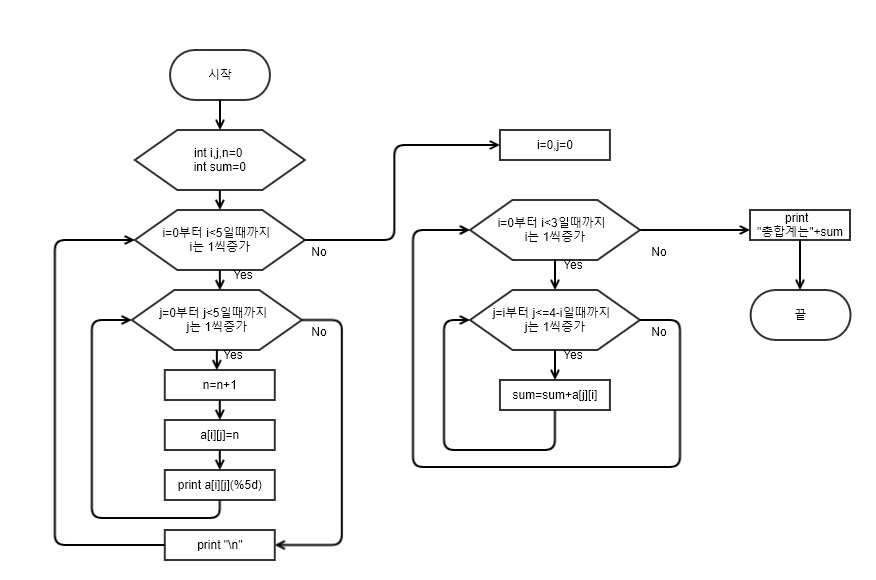 시작
int i,j,n=0
int sum=0
i=0부터 i<5일때까지
i는 1씩증가
No
Yes
j=0부터 j<5일때까지
j는 1씩증가
No
Yes
n=n+1
a[i][j]=n
print a[i][j](%5d)
print "\n"
i=0,j=0
i=0부터 i<3일때까지
i는 1씩증가
No
Yes
j=i부터 j<=4-i일때까지
j는 1씩증가
No
Yes
sum=sum+a[j][i]
print
"총합계는"+sum
끝